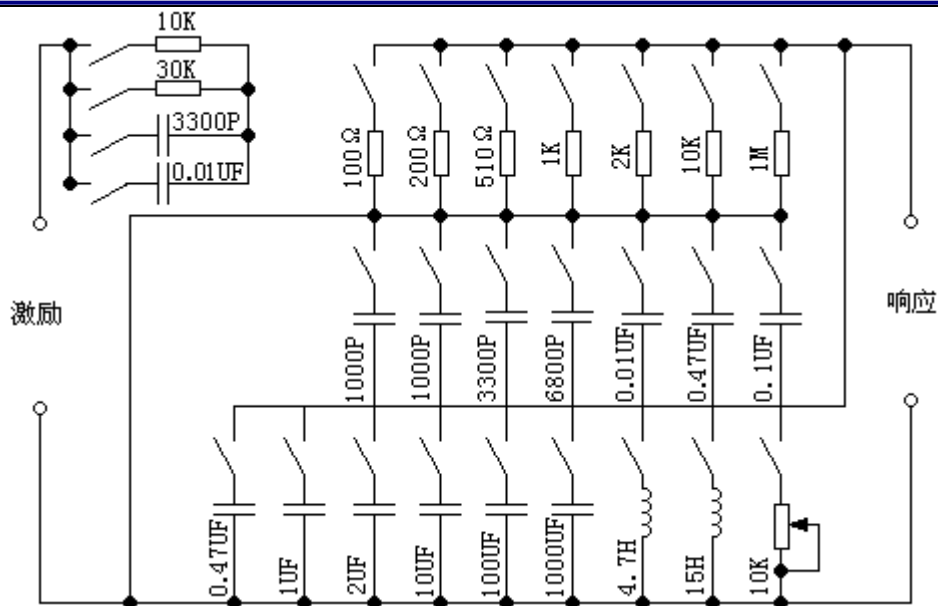 10K
30K
3300P
0.01UF
100Ω
200Ω
510Ω
1K
2K
10K
1M
激励
响应
1000P
1000P
3300P
6800P
0.01UF
0.47UF
0.1UF
0.47UF
1UF
2UF
10UF
100UF
1000UF
4.7H
15H
10K